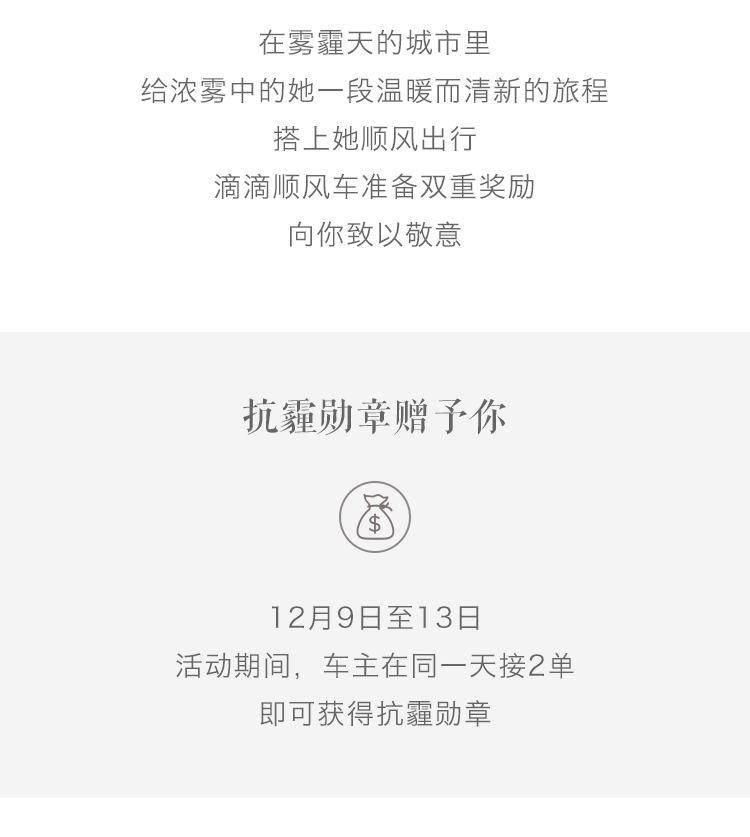 在雾霾天的城市里
给浓雾中的她一段温暖而清新的旅程
搭上她顺风出行
滴滴顺风车准备双重奖励
向你致以敬意
抗霾勋章赠予你
$
12月9日至13日
活动期间，车主在同一天接2单
即可获得抗霾勋章